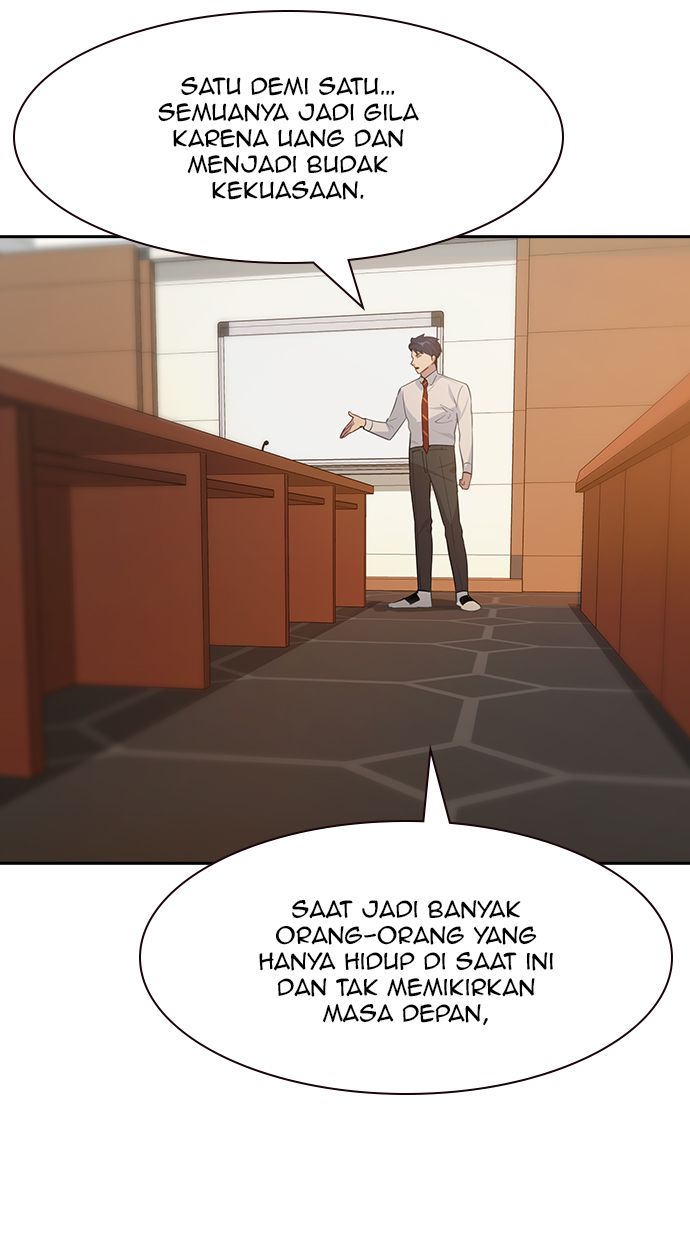 SATU DEMI SATU...
SEMUANYA JADI GILA
KARENA UANG DAN
MENJADI BUDAK
KEKUASAAN.
SAAT JADI BANYAK
ORANG-ORANG YANG
HANYA HIDUP DI SAAT INI
DAN TAK MEMIKIRKAN
MASA DEPAN,